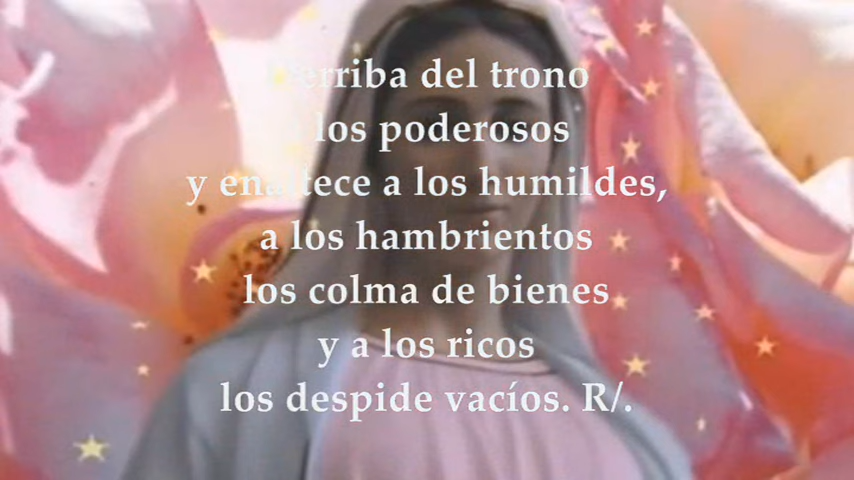 Derriba del trono
a los poderosos
y enaltece a los humildes,
a los hambrientos
los colma de bienes
y a los ricos
los despide vacíos. R/.